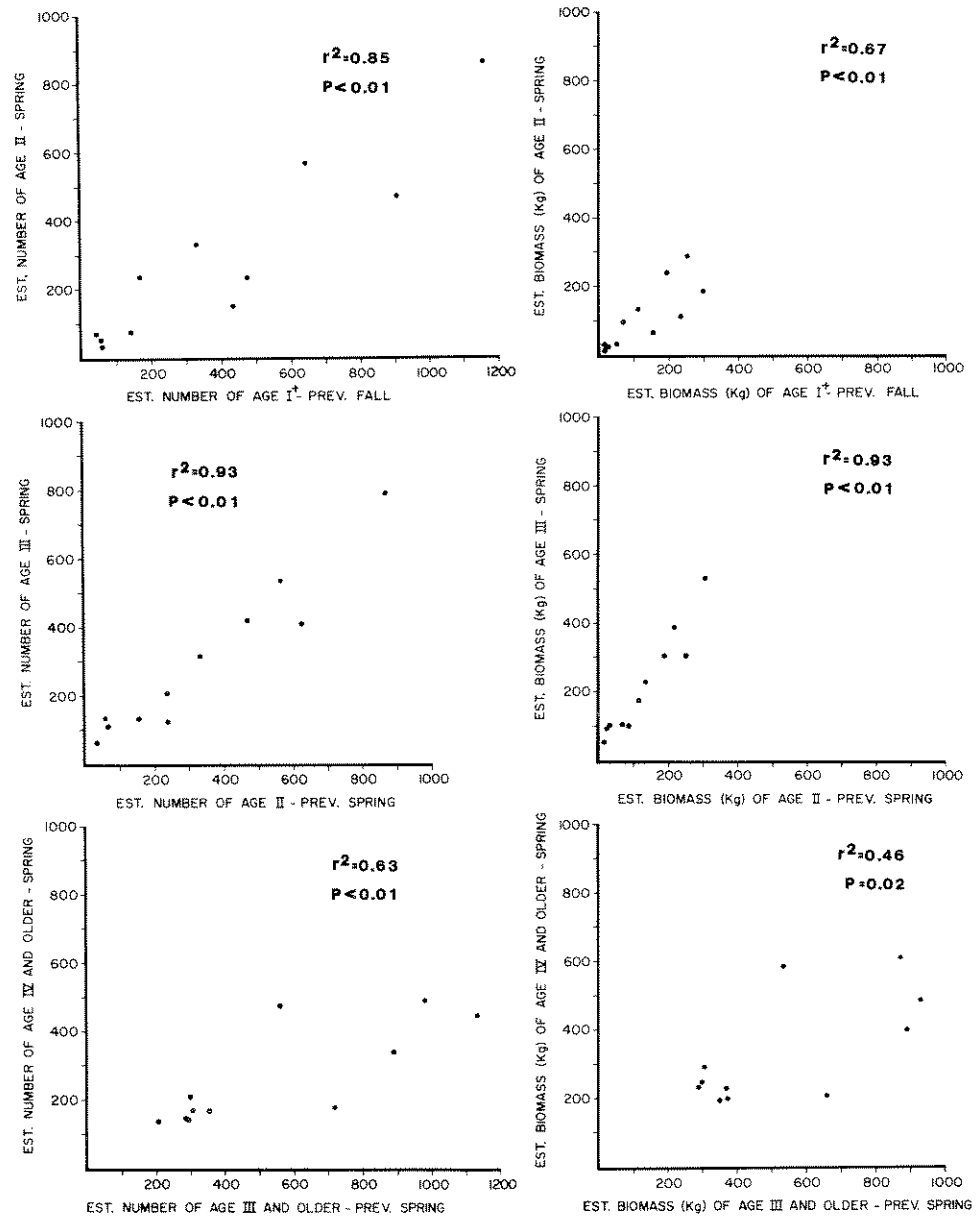 1000
800
600
400
200
EST. NUMBER OF AGE II - SPRING
r²=0.85
P<0.01
200 400 600 800 1000 1200
EST. NUMBER OF AGE I⁺- PREV. FALL
1000
800
600
400
200
EST. BIOMASS (Kg) OF AGE II - SPRING
r²=0.67
P<0.01
200 400 600 800 1000
EST. BIOMASS (Kg) OF AGE I⁺- PREV. FALL
1000
800
600
400
200
EST. NUMBER OF AGE III - SPRING
r²=0.93
P<0.01
200 400 600 800 1000
EST. NUMBER OF AGE II - PREV. SPRING
1000
800
600
400
200
EST. BIOMASS (Kg) OF AGE III - SPRING
r²=0.93
P<0.01
200 400 600 800 1000
EST. BIOMASS (Kg) OF AGE II - PREV. SPRING
1000
800
600
400
200
EST. NUMBER OF AGE IV AND OLDER - SPRING
r²=0.63
P<0.01
200 400 600 800 1000 1200
EST. NUMBER OF AGE III AND OLDER - PREV. SPRING
1000
800
600
400
200
EST. BIOMASS (Kg) OF AGE IV AND OLDER - SPRING
r²=0.46
P=0.02
200 400 600 800 1000
EST. BIOMASS (Kg) OF AGE III AND OLDER - PREV. SPRING